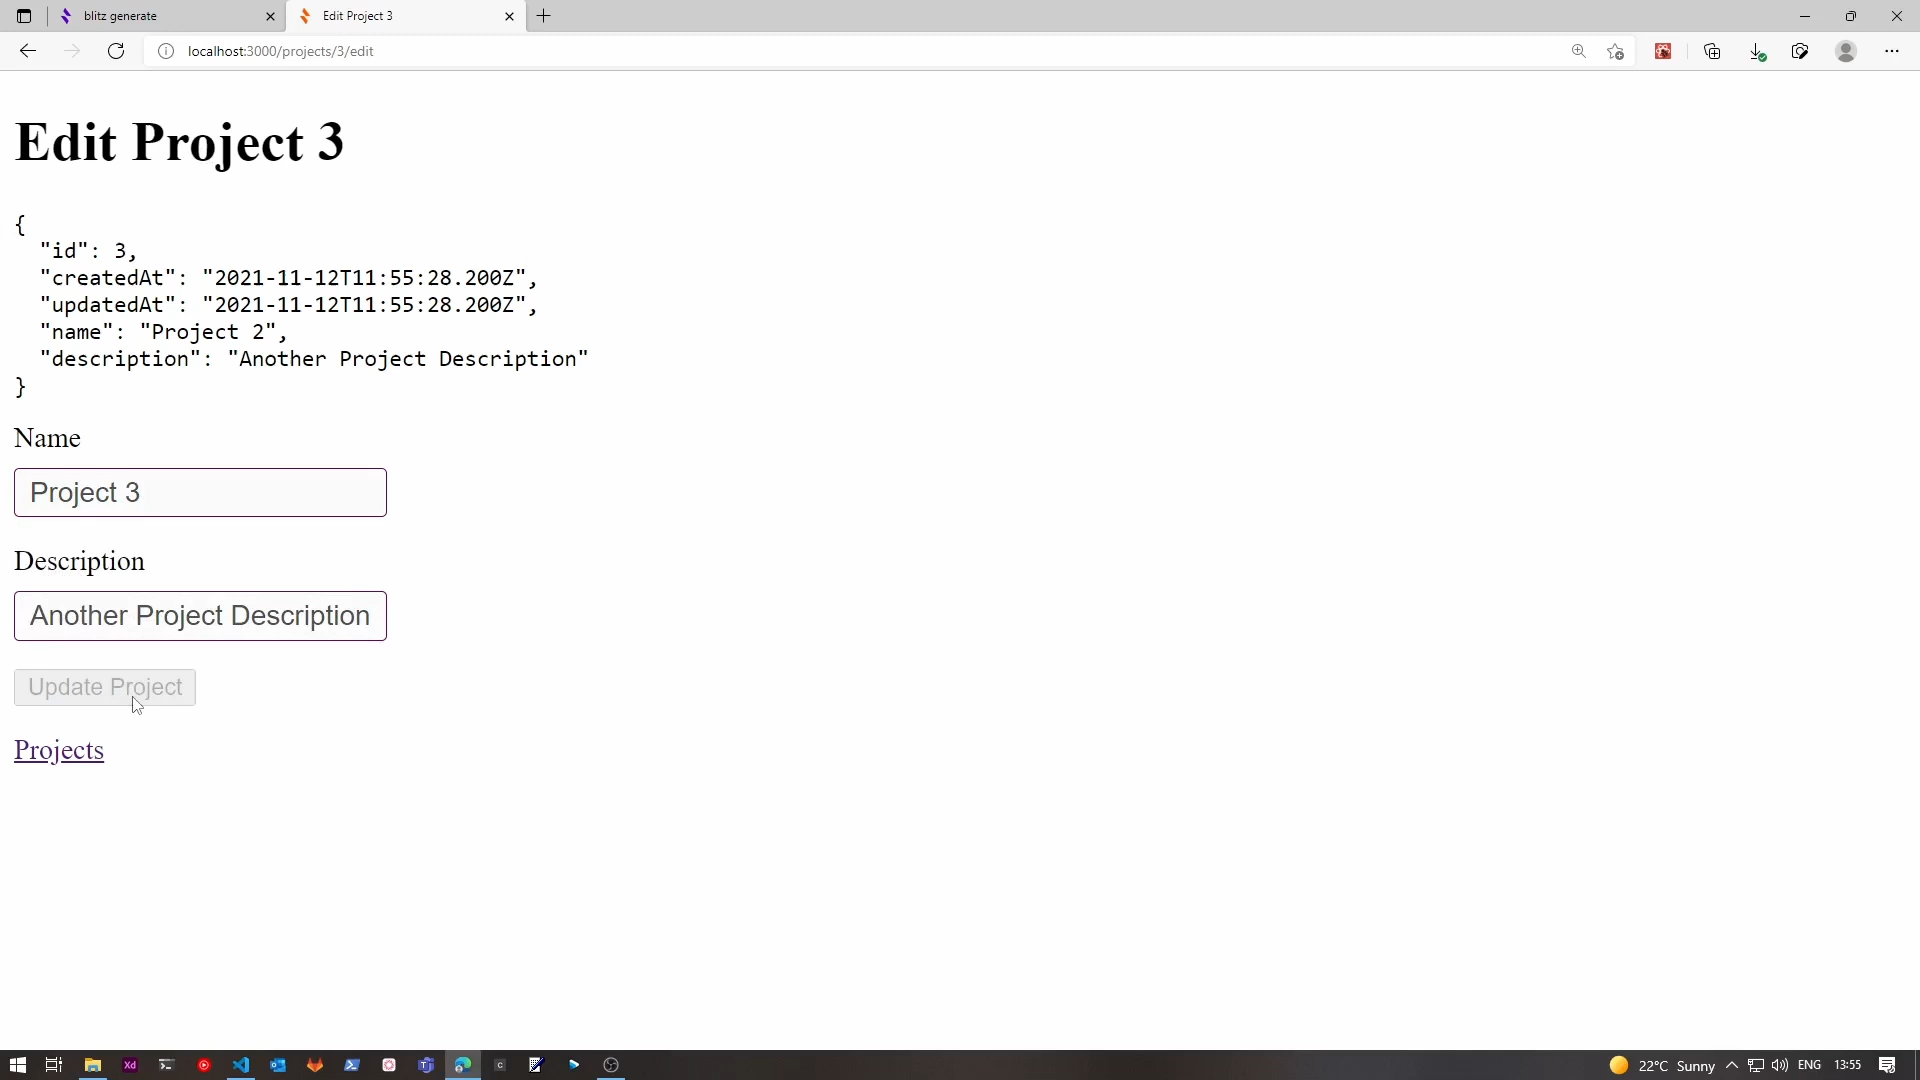 blitz generate
Edit Project 3
localhost:3000/projects/3/edit
Edit Project 3
{
"id": 3,
"createdAt": "2021-11-12T11:55:28.200Z",
"updatedAt": "2021-11-12T11:55:28.200Z",
"name": "Project 2",
"description": "Another Project Description"
}
Name
Project 3
Description
Another Project Description
Update Project
Projects
Xd
C
22°C Sunny
ENG
13:55